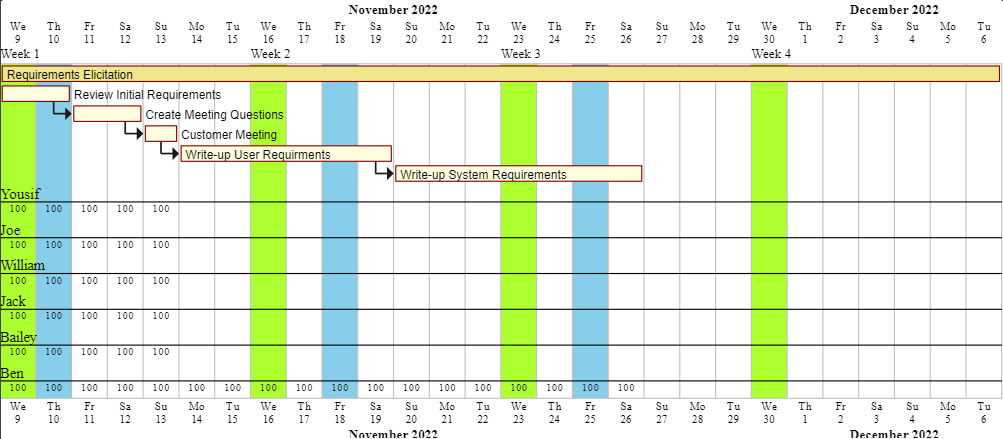 November 2022 December 2022
We Th Fr Sa Su Mo Tu We Th Fr Sa Su Mo Tu We Th Fr Sa Su Mo Tu We Th Fr Sa Su Mo Tu
9 10 11 12 13 14 15 16 17 18 19 20 21 22 23 24 25 26 27 28 29 30 1 2 3 4 5 6
Week 1 Week 2 Week 3 Week 4
Requirements Elicitation
Review Initial Requirements
Create Meeting Questions
Customer Meeting
Write-up User Requirments
Write-up System Requirements
Yousif
100 100 100 100 100
Joe
100 100 100 100 100
William
100 100 100 100 100
Jack
100 100 100 100 100
Bailey
100 100 100 100 100
Ben
100 100 100 100 100 100 100 100 100 100 100 100 100 100 100 100 100 100
We Th Fr Sa Su Mo Tu We Th Fr Sa Su Mo Tu We Th Fr Sa Su Mo Tu We Th Fr Sa Su Mo Tu
9 10 11 12 13 14 15 16 17 18 19 20 21 22 23 24 25 26 27 28 29 30 1 2 3 4 5 6
November 2022 December 2022